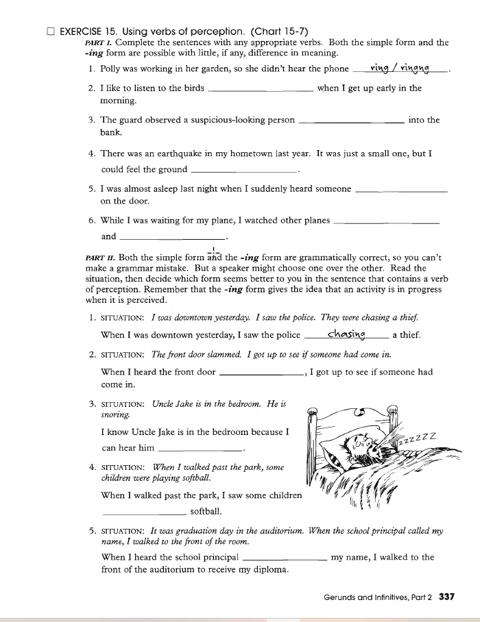 □ EXERCISE 15. Using verbs of perception. (Chart 15-7)
PART I. Complete the sentences with any appropriate verbs. Both the simple form and the
-ing form are possible with little, if any, difference in meaning.
1. Polly was working in her garden, so she didn't hear the phone ring / ringing .
2. I like to listen to the birds ____________ when I get up early in the
morning.
3. The guard observed a suspicious-looking person ____________ into the
bank.
4. There was an earthquake in my hometown last year. It was just a small one, but I
could feel the ground ____________.
5. I was almost asleep last night when I suddenly heard someone ____________
on the door.
6. While I was waiting for my plane, I watched other planes ____________
and ____________.
PART II. Both the simple form and the -ing form are grammatically correct, so you can't
make a grammar mistake. But a speaker might choose one over the other. Read the
situation, then decide which form seems better to you in the sentence that contains a verb
of perception. Remember that the -ing form gives the idea that an activity is in progress
when it is perceived.
1. SITUATION: I was downtown yesterday. I saw the police. They were chasing a thief.
When I was downtown yesterday, I saw the police chasing a thief.
2. SITUATION: The front door slammed. I got up to see if someone had come in.
When I heard the front door ____________, I got up to see if someone had
come in.
3. SITUATION: Uncle Jake is in the bedroom. He is
snoring.
I know Uncle Jake is in the bedroom because I
can hear him ____________.
zzzzzz
4. SITUATION: When I walked past the park, some
children were playing softball.
When I walked past the park, I saw some children
____________ softball.
5. SITUATION: It was graduation day in the auditorium. When the school principal called my
name, I walked to the front of the room.
When I heard the school principal ____________ my name, I walked to the
front of the auditorium to receive my diploma.
Gerunds and Infinitives, Part 2 337